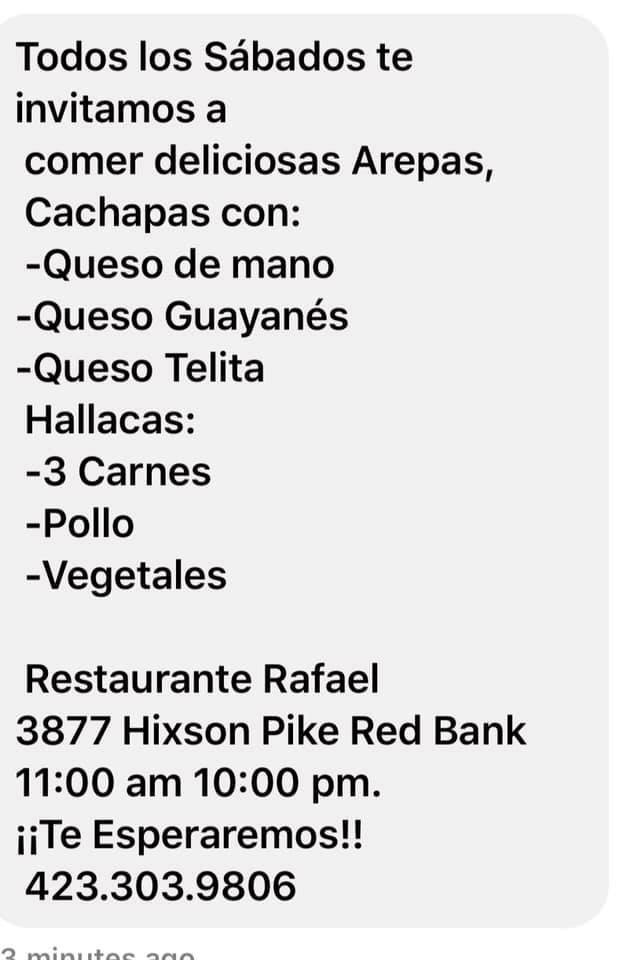 Todos los Sábados te
invitamos a
comer deliciosas Arepas,
Cachapas con:
-Queso de mano
-Queso Guayanés
-Queso Telita
Hallacas:
-3 Carnes
-Pollo
-Vegetales
Restaurante Rafael
3877 Hixson Pike Red Bank
11:00 am 10:00 pm.
¡¡Te Esperaremos!!
423.303.9806
3 minutes ago